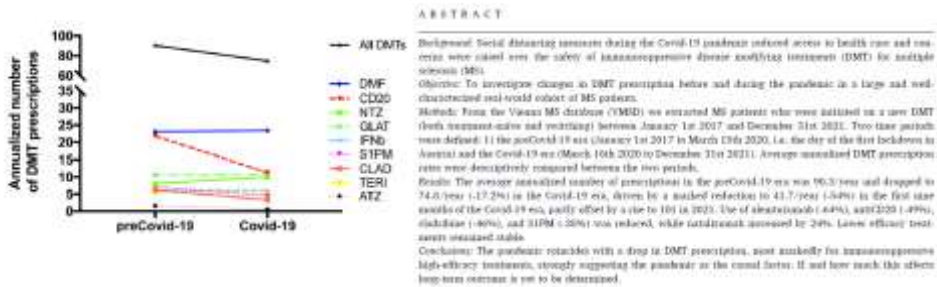 100
80
60
35
30
25
20
15
10
5
0
Annualized number
of DMT prescriptions
preCovid-19
Covid-19
All DMTs
DMF
CD20
NTZ
GLAT
IFNb
S1PM
CLAD
TERI
ATZ
ABSTRACT
Background: Social distancing measures during the Covid-19 pandemic reduced access to health care and con-
cerns were raised over the safety of immunosuppressive disease modifying treatments (DMT) for multiple
sclerosis (MS).
Objective: To investigate changes in DMT prescription before and during the pandemic in a large and well-
characterized real-world cohort of MS patients.
Methods: From the Vienna MS database (VMSD) we extracted MS patients who were initiated on a new DMT
(both treatment-naïve and switching) between January 1st 2017 and December 31st 2021. Two time periods
were defined: 1) the preCovid-19 era (January 1st 2017 to March 15th 2020, i.e. the day of the first lockdown in
Austria) and the Covid-19 era (March 16th 2020 to December 31st 2021). Average annualized DMT prescription
rates were descriptively compared between the two periods.
Results: The average annualized number of prescriptions in the preCovid-19 era was 90.3/year and dropped to
74.8/year (-17.2%) in the Covid-19 era, driven by a marked reduction to 41.7/year (-54%) in the first nine
months of the Covid-19 era, partly offset by a rise to 101 in 2021. Use of alemtuzumab (-64%), antiCD20 (-49%),
cladribine (-46%), and S1PM (-35%) was reduced, while natalizumab increased by 24%. Lower efficacy treat-
ments remained stable.
Conclusions: The pandemic coincides with a drop in DMT prescription, most markedly for immunosuppressive
high-efficacy treatments, strongly suggesting the pandemic as the causal factor. If and how much this affects
long-term outcomes is yet to be determined.